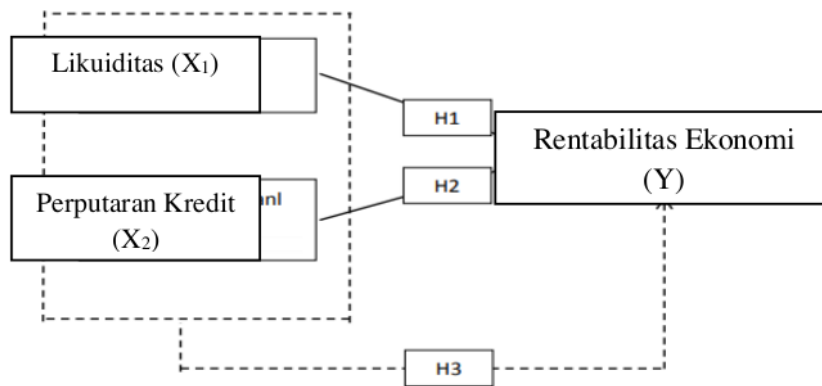 Likuiditas (X₁)
H1
Rentabilitas Ekonomi
(Y)
Perputaran Kredit
(X₂)
H2
H3